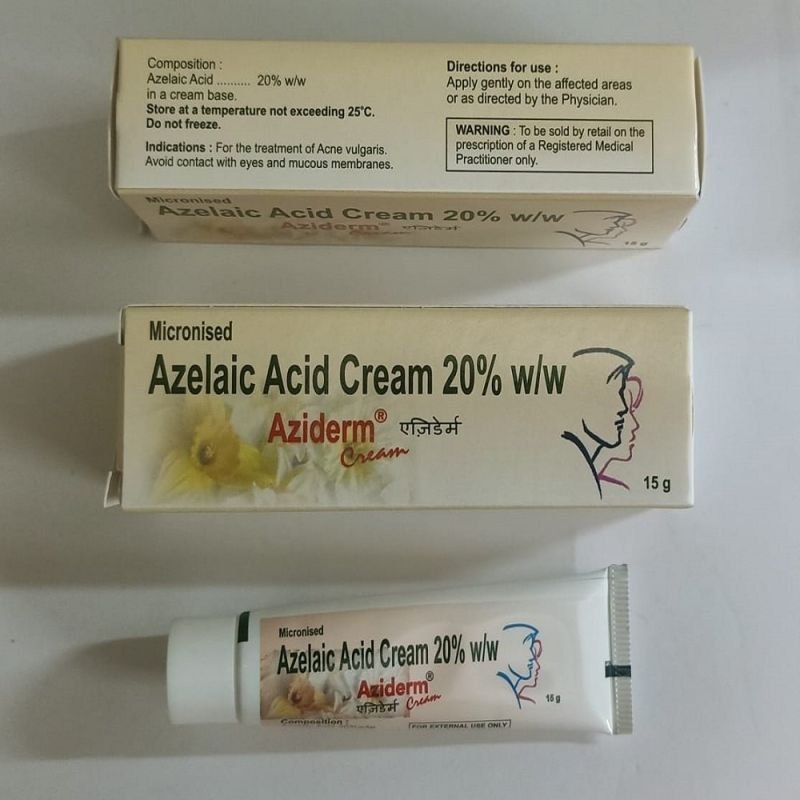 Composition :
Azelaic Acid .......... 20% w/w
in a cream base.
Store at a temperature not exceeding 25°C.
Do not freeze.
Indications : For the treatment of Acne vulgaris.
Avoid contact with eyes and mucous membranes.
Directions for use :
Apply gently on the affected areas
or as directed by the Physician.
WARNING : To be sold by retail on the
prescription of a Registered Medical
Practitioner only.
Micronised
Azelaic Acid Cream 20% w/w
Aziderm® एज़िडेर्म
Cream
15 g
Micronised
Azelaic Acid Cream 20% w/w
Aziderm® एज़िडेर्म
Cream
15 g
Micronised
Azelaic Acid Cream 20% w/w
Aziderm®
एज़िडेर्म Cream
15 g
Composition :
FOR EXTERNAL USE ONLY